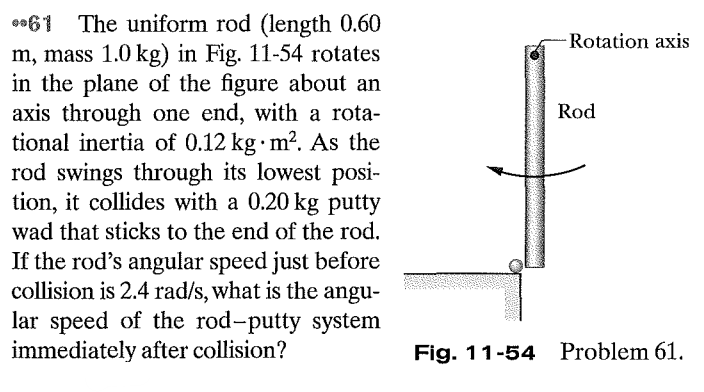 ••61 The uniform rod (length 0.60
m, mass 1.0 kg) in Fig. 11-54 rotates
in the plane of the figure about an
axis through one end, with a rota-
tional inertia of 0.12 kg · m². As the
rod swings through its lowest posi-
tion, it collides with a 0.20 kg putty
wad that sticks to the end of the rod.
If the rod's angular speed just before
collision is 2.4 rad/s, what is the angu-
lar speed of the rod–putty system
immediately after collision?
Rotation axis
Rod
Fig. 11-54 Problem 61.